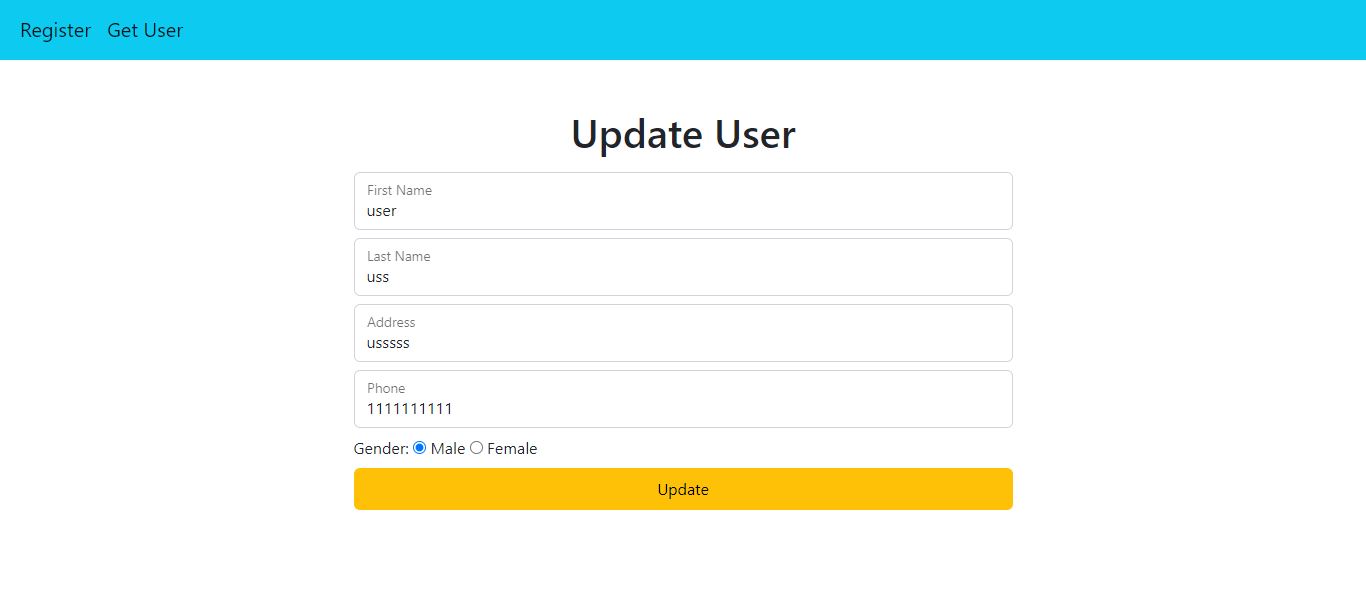 Register Get User
Update User
First Name
user
Last Name
uss
Address
usssss
Phone
1111111111
Gender: Male Female
Update